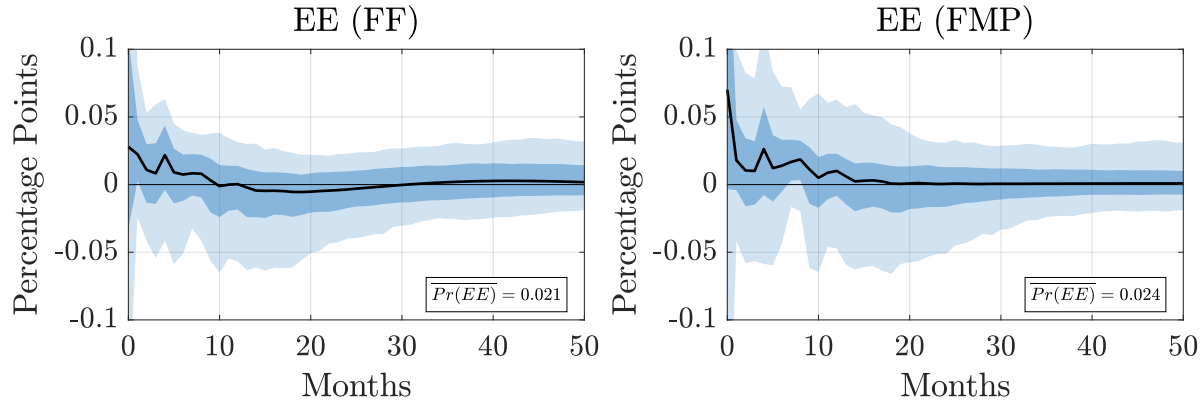 EE (FF)
Percentage Points
0.1
0.05
0
-0.05
-0.1
Pr(EE) = 0.021
0 10 20 30 40 50
Months
EE (FMP)
Percentage Points
0.1
0.05
0
-0.05
-0.1
Pr(EE) = 0.024
0 10 20 30 40 50
Months